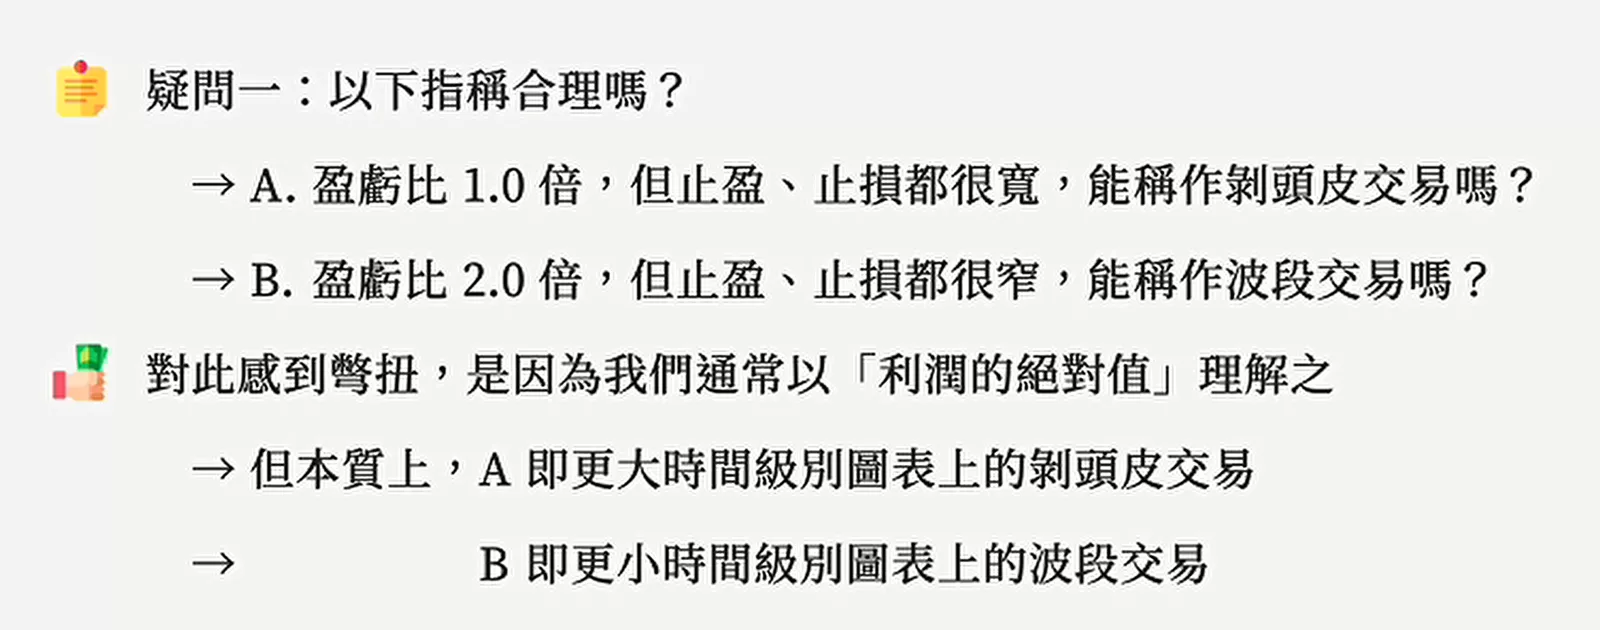 疑問一：以下指稱合理嗎？
→ A. 盈虧比 1.0 倍，但止盈、止損都很寬，能稱作剝頭皮交易嗎？
→ B. 盈虧比 2.0 倍，但止盈、止損都很窄，能稱作波段交易嗎？
對此感到彆扭，是因為我們通常以「利潤的絕對值」理解之
→ 但本質上，A 即更大時間級別圖表上的剝頭皮交易
→ B 即更小時間級別圖表上的波段交易